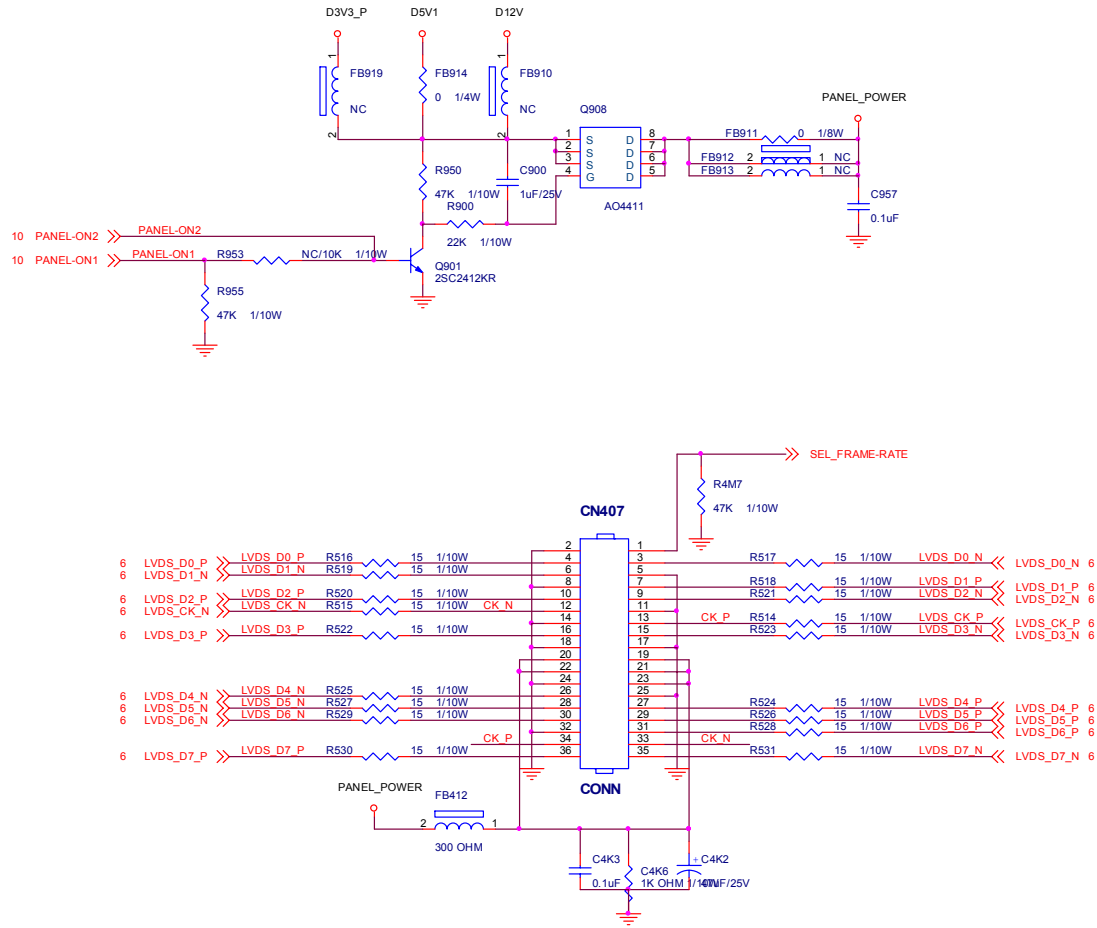 D3V3_P D5V1 D12V
1 1
FB919 FB914 FB910
NC 0 1/4W NC
2 2
Q908
PANEL_POWER
1 S D 8
2 S D 7
3 S D 6
4 G D 5
AO4411
FB911 0 1/8W
FB912 2 1 NC
FB913 2 1 NC
C957
0.1uF
R950
47K 1/10W
C900
1uF/25V
R900
22K 1/10W
10 PANEL-ON2 PANEL-ON2
10 PANEL-ON1 PANEL-ON1 R953 NC/10K 1/10W
Q901
2SC2412KR
R955
47K 1/10W
SEL_FRAME-RATE
R4M7
47K 1/10W
CN407
2 1
6 LVDS_D0_P LVDS_D0_P R516 15 1/10W 4 3 R517 15 1/10W LVDS_D0_N LVDS_D0_N 6
6 LVDS_D1_N LVDS_D1_N R519 15 1/10W 6 5
8 7 R518 15 1/10W LVDS_D1_P LVDS_D1_P 6
6 LVDS_D2_P LVDS_D2_P R520 15 1/10W 10 9 R521 15 1/10W LVDS_D2_N LVDS_D2_N 6
6 LVDS_CK_N LVDS_CK_N R515 15 1/10W CK_N 12 11
14 13 CK_P R514 15 1/10W LVDS_CK_P LVDS_CK_P 6
6 LVDS_D3_P LVDS_D3_P R522 15 1/10W 16 15 R523 15 1/10W LVDS_D3_N LVDS_D3_N 6
18 17
20 19
22 21
24 23
6 LVDS_D4_N LVDS_D4_N R525 15 1/10W 26 25
6 LVDS_D5_N LVDS_D5_N R527 15 1/10W 28 27 R524 15 1/10W LVDS_D4_P LVDS_D4_P 6
6 LVDS_D6_N LVDS_D6_N R529 15 1/10W 30 29 R526 15 1/10W LVDS_D5_P LVDS_D5_P 6
32 31 R528 15 1/10W LVDS_D6_P LVDS_D6_P 6
CK_P 34 33 CK_N
6 LVDS_D7_P LVDS_D7_P R530 15 1/10W 36 35 R531 15 1/10W LVDS_D7_N LVDS_D7_N 6
CONN
PANEL_POWER
FB412
2 1
300 OHM
C4K3
0.1uF
C4K6
1K OHM 1/10W
+ C4K2
47uF/25V